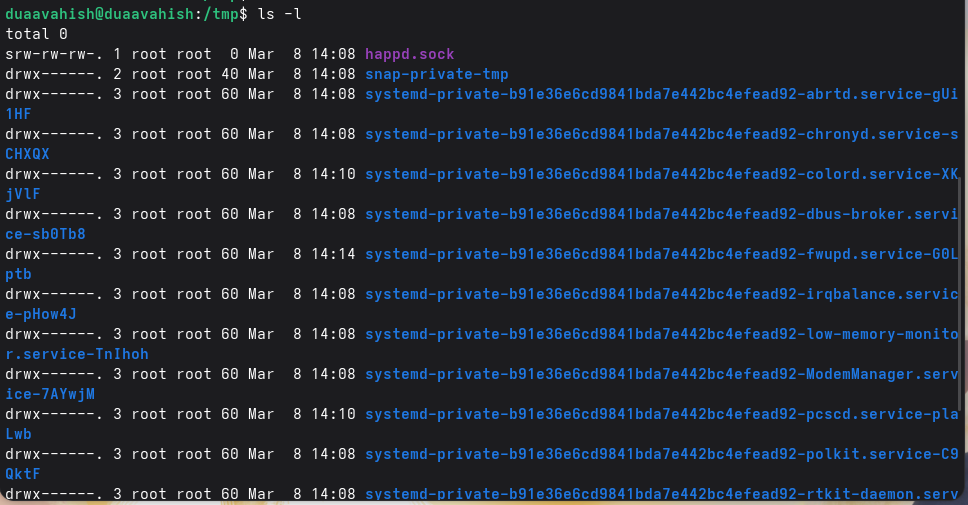 duaavahish@duaavahish:/tmp$ ls -l
total 0
srw-rw-rw-. 1 root root  0 Mar  8 14:08 happd.sock
drwx------. 2 root root 40 Mar  8 14:08 snap-private-tmp
drwx------. 3 root root 60 Mar  8 14:08 systemd-private-b91e36e6cd9841bda7e442bc4efead92-abrtd.service-gUi
1HF
drwx------. 3 root root 60 Mar  8 14:08 systemd-private-b91e36e6cd9841bda7e442bc4efead92-chronyd.service-s
CHXQX
drwx------. 3 root root 60 Mar  8 14:10 systemd-private-b91e36e6cd9841bda7e442bc4efead92-colord.service-XK
jVlF
drwx------. 3 root root 60 Mar  8 14:08 systemd-private-b91e36e6cd9841bda7e442bc4efead92-dbus-broker.servi
ce-sb0Tb8
drwx------. 3 root root 60 Mar  8 14:14 systemd-private-b91e36e6cd9841bda7e442bc4efead92-fwupd.service-G0L
ptb
drwx------. 3 root root 60 Mar  8 14:08 systemd-private-b91e36e6cd9841bda7e442bc4efead92-irqbalance.servic
e-pHow4J
drwx------. 3 root root 60 Mar  8 14:08 systemd-private-b91e36e6cd9841bda7e442bc4efead92-low-memory-monito
r.service-TnIhoh
drwx------. 3 root root 60 Mar  8 14:08 systemd-private-b91e36e6cd9841bda7e442bc4efead92-ModemManager.serv
ice-7AYwjM
drwx------. 3 root root 60 Mar  8 14:10 systemd-private-b91e36e6cd9841bda7e442bc4efead92-pcscd.service-pla
Lwb
drwx------. 3 root root 60 Mar  8 14:08 systemd-private-b91e36e6cd9841bda7e442bc4efead92-polkit.service-C9
QktF
drwx------. 3 root root 60 Mar  8 14:08 systemd-private-b91e36e6cd9841bda7e442bc4efead92-rtkit-daemon.serv